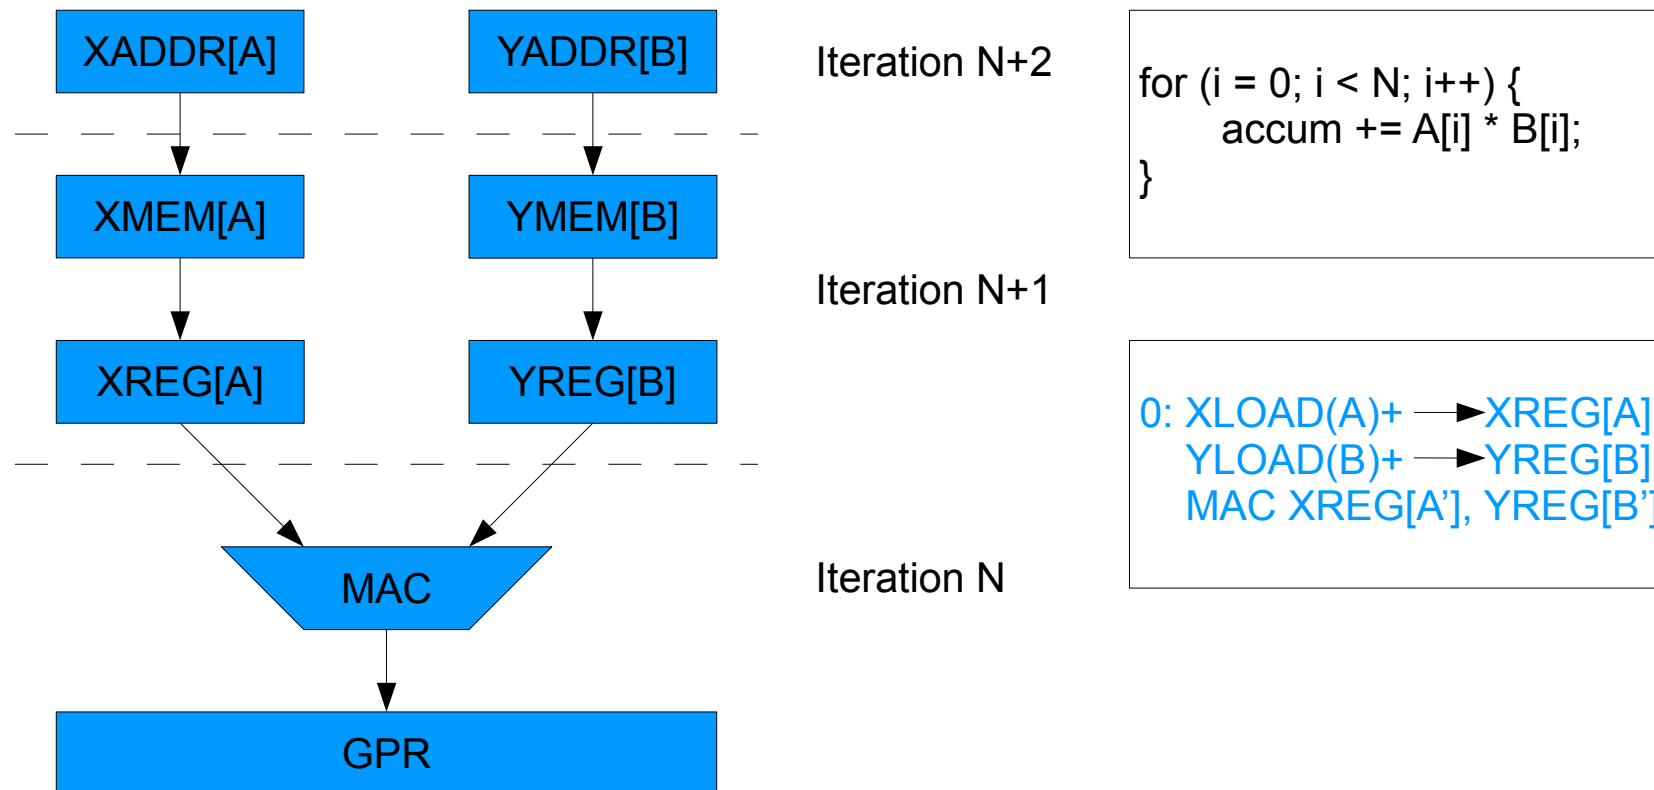 XADDR[A]
YADDR[B]
Iteration N+2
XMEM[A]
YMEM[B]
Iteration N+1
XREG[A]
YREG[B]
MAC
Iteration N
GPR
for (i = 0; i < N; i++) {
accum += A[i] * B[i];
}
0: XLOAD(A)+ → XREG[A]
YLOAD(B)+ → YREG[B]
MAC XREG[A'], YREG[B’]